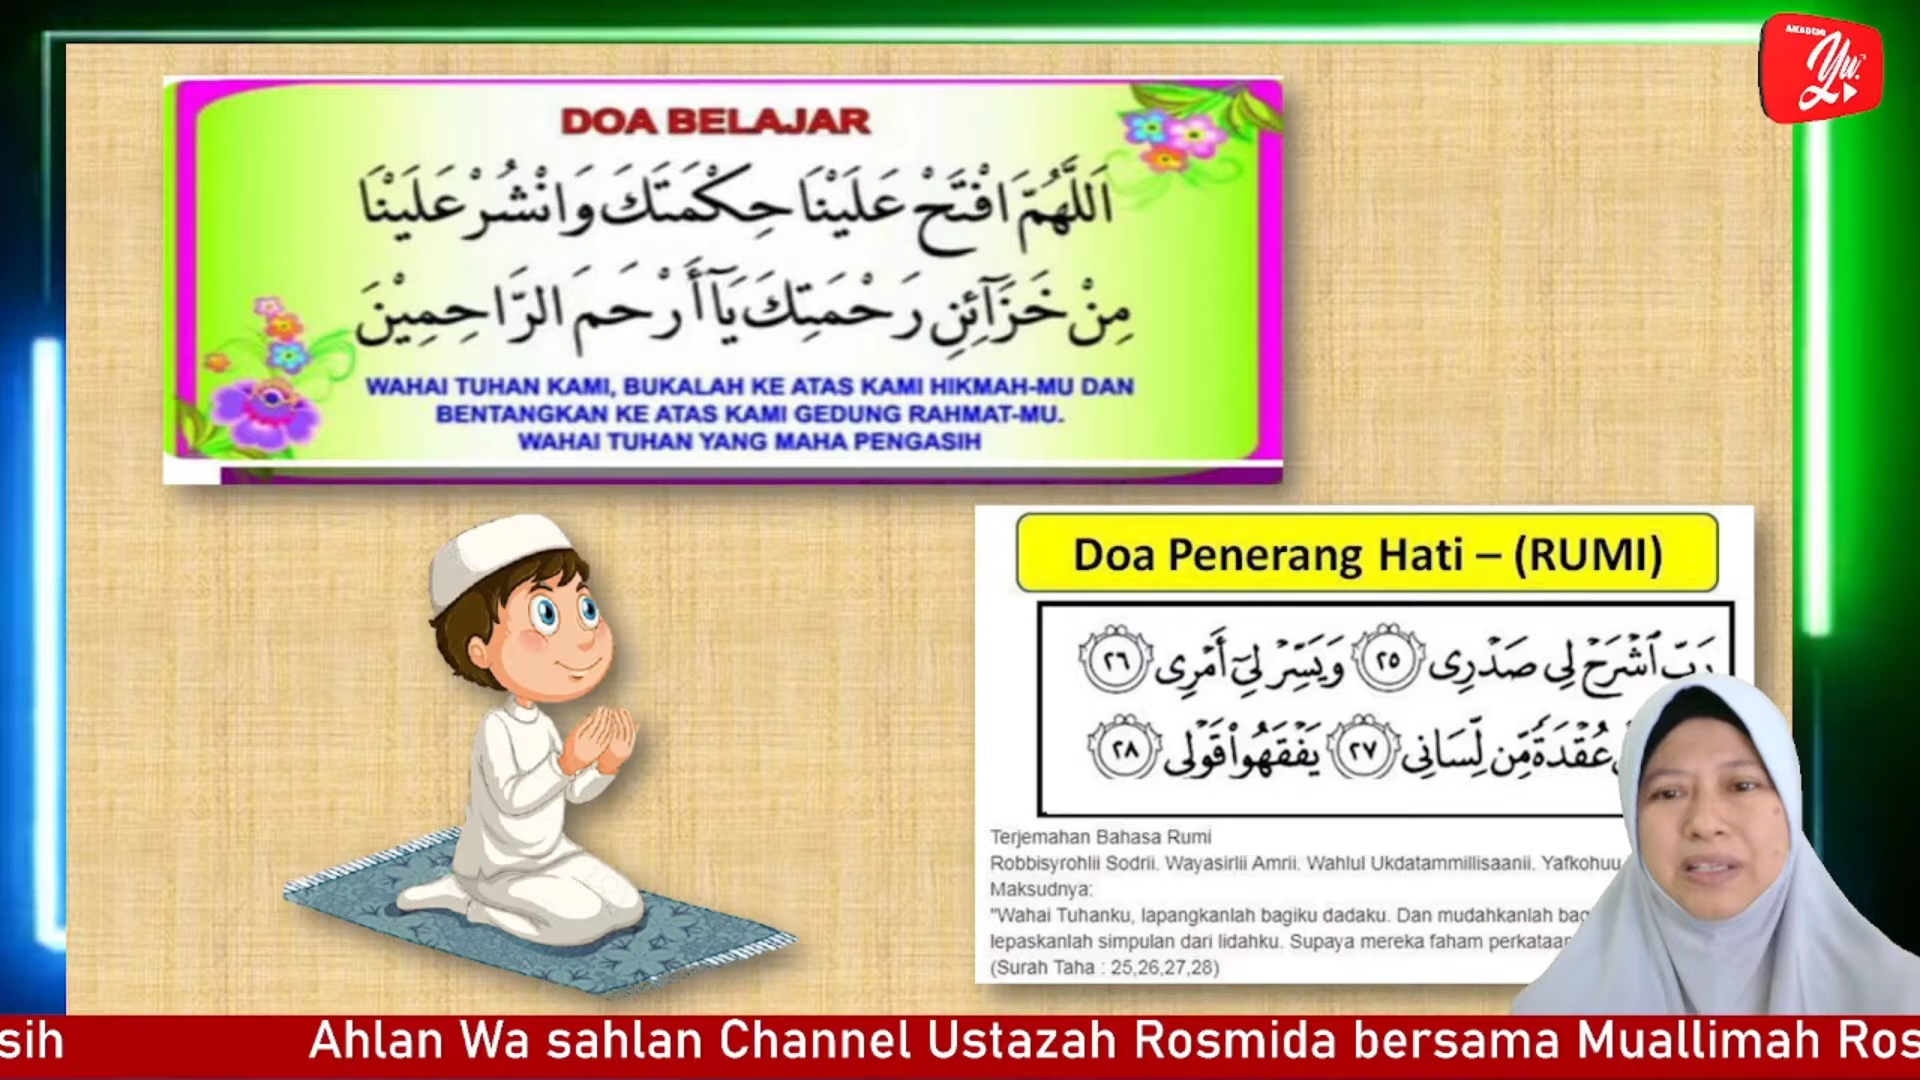 AKADEMI
Yu.
DOA BELAJAR
اَللَّهُمَّ افْتَحْ عَلَيْنَا حِكْمَتَكَ وَانْشُرْ عَلَيْنَا
مِنْ خَزَآئِنِ رَحْمَتِكَ يَآ أَرْحَمَ الرَّاحِمِيْنَ
WAHAI TUHAN KAMI, BUKALAH KE ATAS KAMI HIKMAH-MU DAN
BENTANGKAN KE ATAS KAMI GEDUNG RAHMAT-MU.
WAHAI TUHAN YANG MAHA PENGASIH
Doa Penerang Hati – (RUMI)
رَبِّ ٱشْرَحْ لِى صَدْرِى ٢٥ وَيَسِّرْ لِىٓ أَمْرِى ٢٦
عُقْدَةً مِّن لِّسَانِى ٢٧ يَفْقَهُوا۟ قَوْلِى ٢٨
Terjemahan Bahasa Rumi
Robbisyrohlii Sodrii. Wayasirlii Amrii. Wahlul Ukdatammillisaanii. Yafkohuu
Maksudnya:
"Wahai Tuhanku, lapangkanlah bagiku dadaku. Dan mudahkanlah bag
lepaskanlah simpulan dari lidahku. Supaya mereka faham perkataan
(Surah Taha : 25,26,27,28)
sih Ahlan Wa sahlan Channel Ustazah Rosmida bersama Muallimah Ros